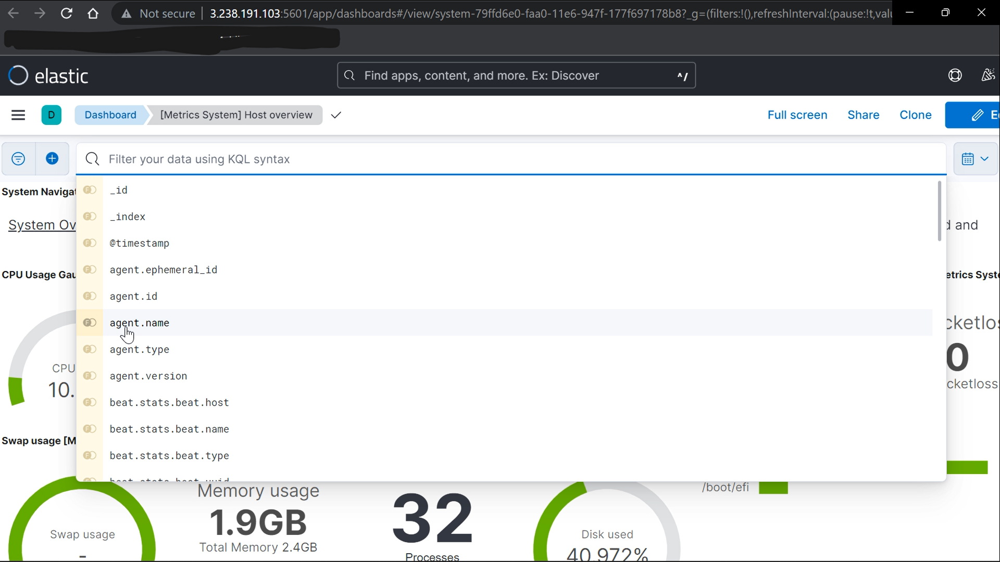 Not secure | 3.238.191.103:5601/app/dashboards#/view/system-79ffd6e0-faa0-11e6-947f-177f697178b8?_g=(filters:!(),refreshInterval:(pause:!t,valu
elastic
Find apps, content, and more. Ex: Discover
^/
D
Dashboard
[Metrics System] Host overview
Full screen
Share
Clone
Filter your data using KQL syntax
System Navigat
System Ov
d and
CPU Usage Gau
etrics Syste
_id
_index
@timestamp
agent.ephemeral_id
agent.id
agent.name
agent.type
agent.version
beat.stats.beat.host
beat.stats.beat.name
beat.stats.beat.type
beat.stats.beat.uuid
CPU
10.
cketlos
0
cketloss
Swap usage [M
/boot/efi
Swap usage
-
Memory usage
1.9GB
Total Memory 2.4GB
32
Processes
Disk used
40.972%